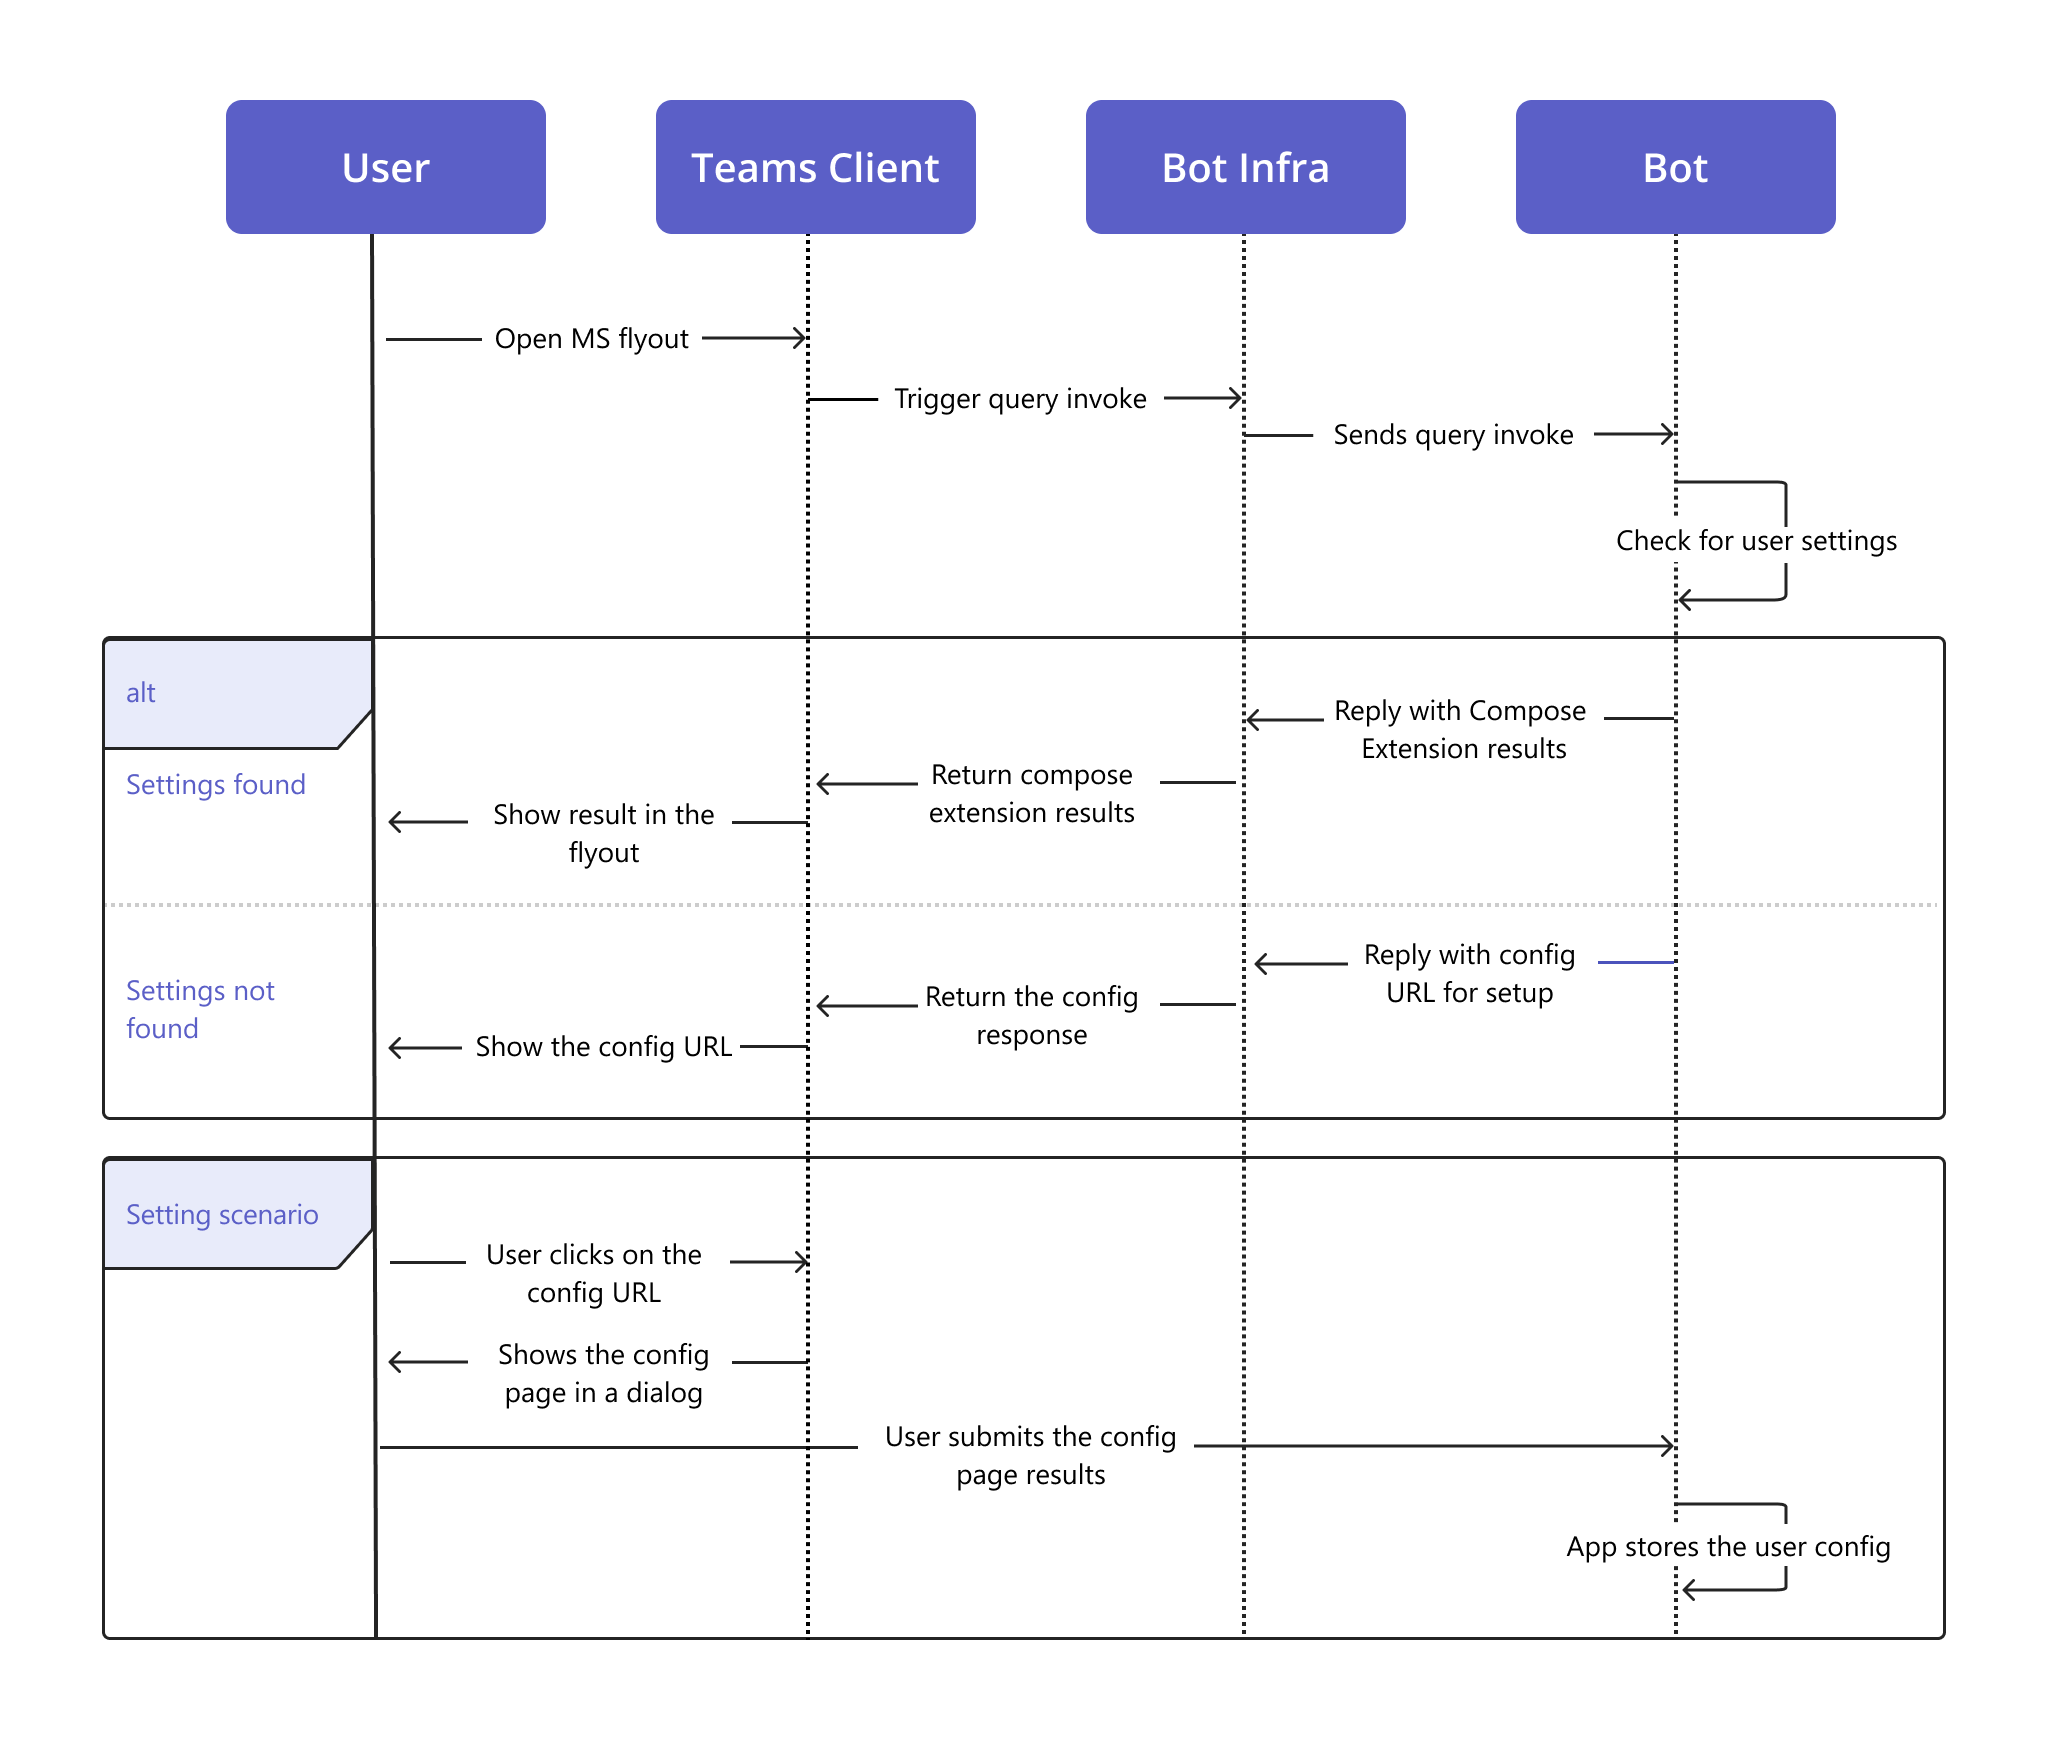 User
Teams Client
Bot Infra
Bot
Open MS flyout
Trigger query invoke
Sends query invoke
Check for user settings
alt
Reply with Compose
Extension results
Settings found
Return compose
extension results
Show result in the
flyout
Settings not
found
Reply with config
URL for setup
Return the config
response
Show the config URL
Setting scenario
User clicks on the
config URL
Shows the config
page in a dialog
User submits the config
page results
App stores the user config